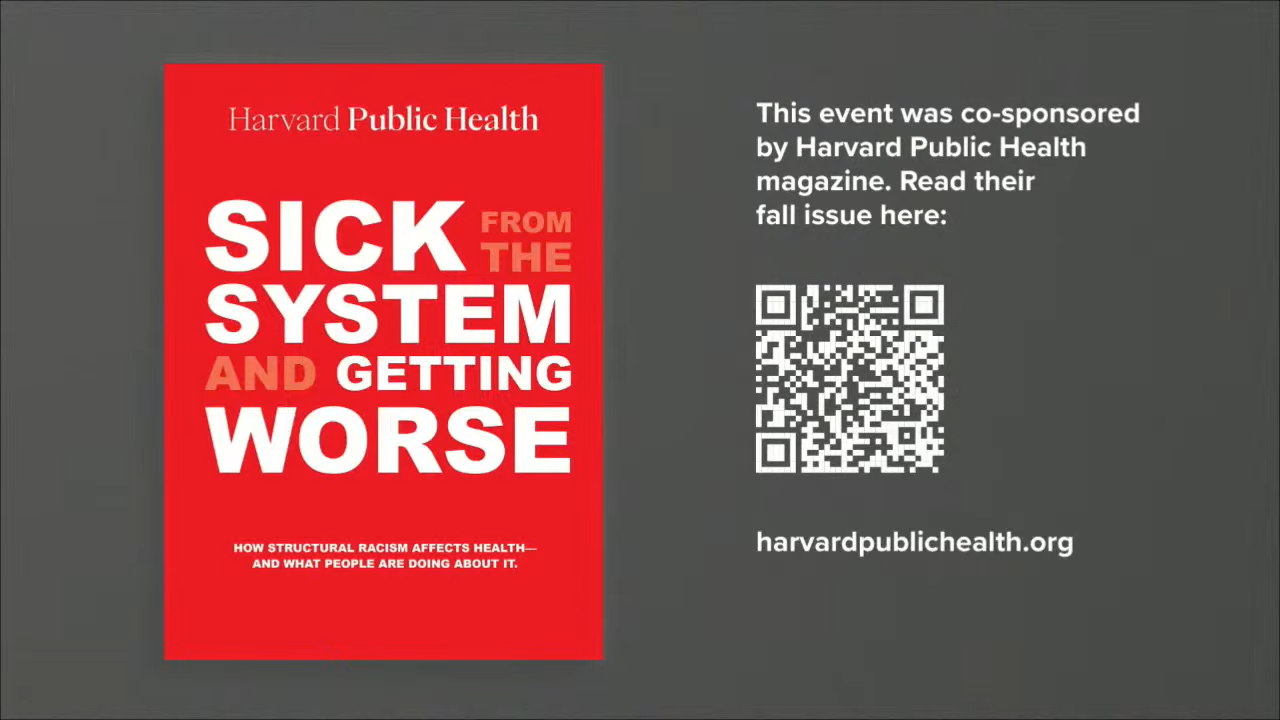 Harvard Public Health
SICK FROM THE
SYSTEM
AND GETTING
WORSE
HOW STRUCTURAL RACISM AFFECTS HEALTH—
AND WHAT PEOPLE ARE DOING ABOUT IT.
This event was co-sponsored
by Harvard Public Health
magazine. Read their
fall issue here:
harvardpublichealth.org